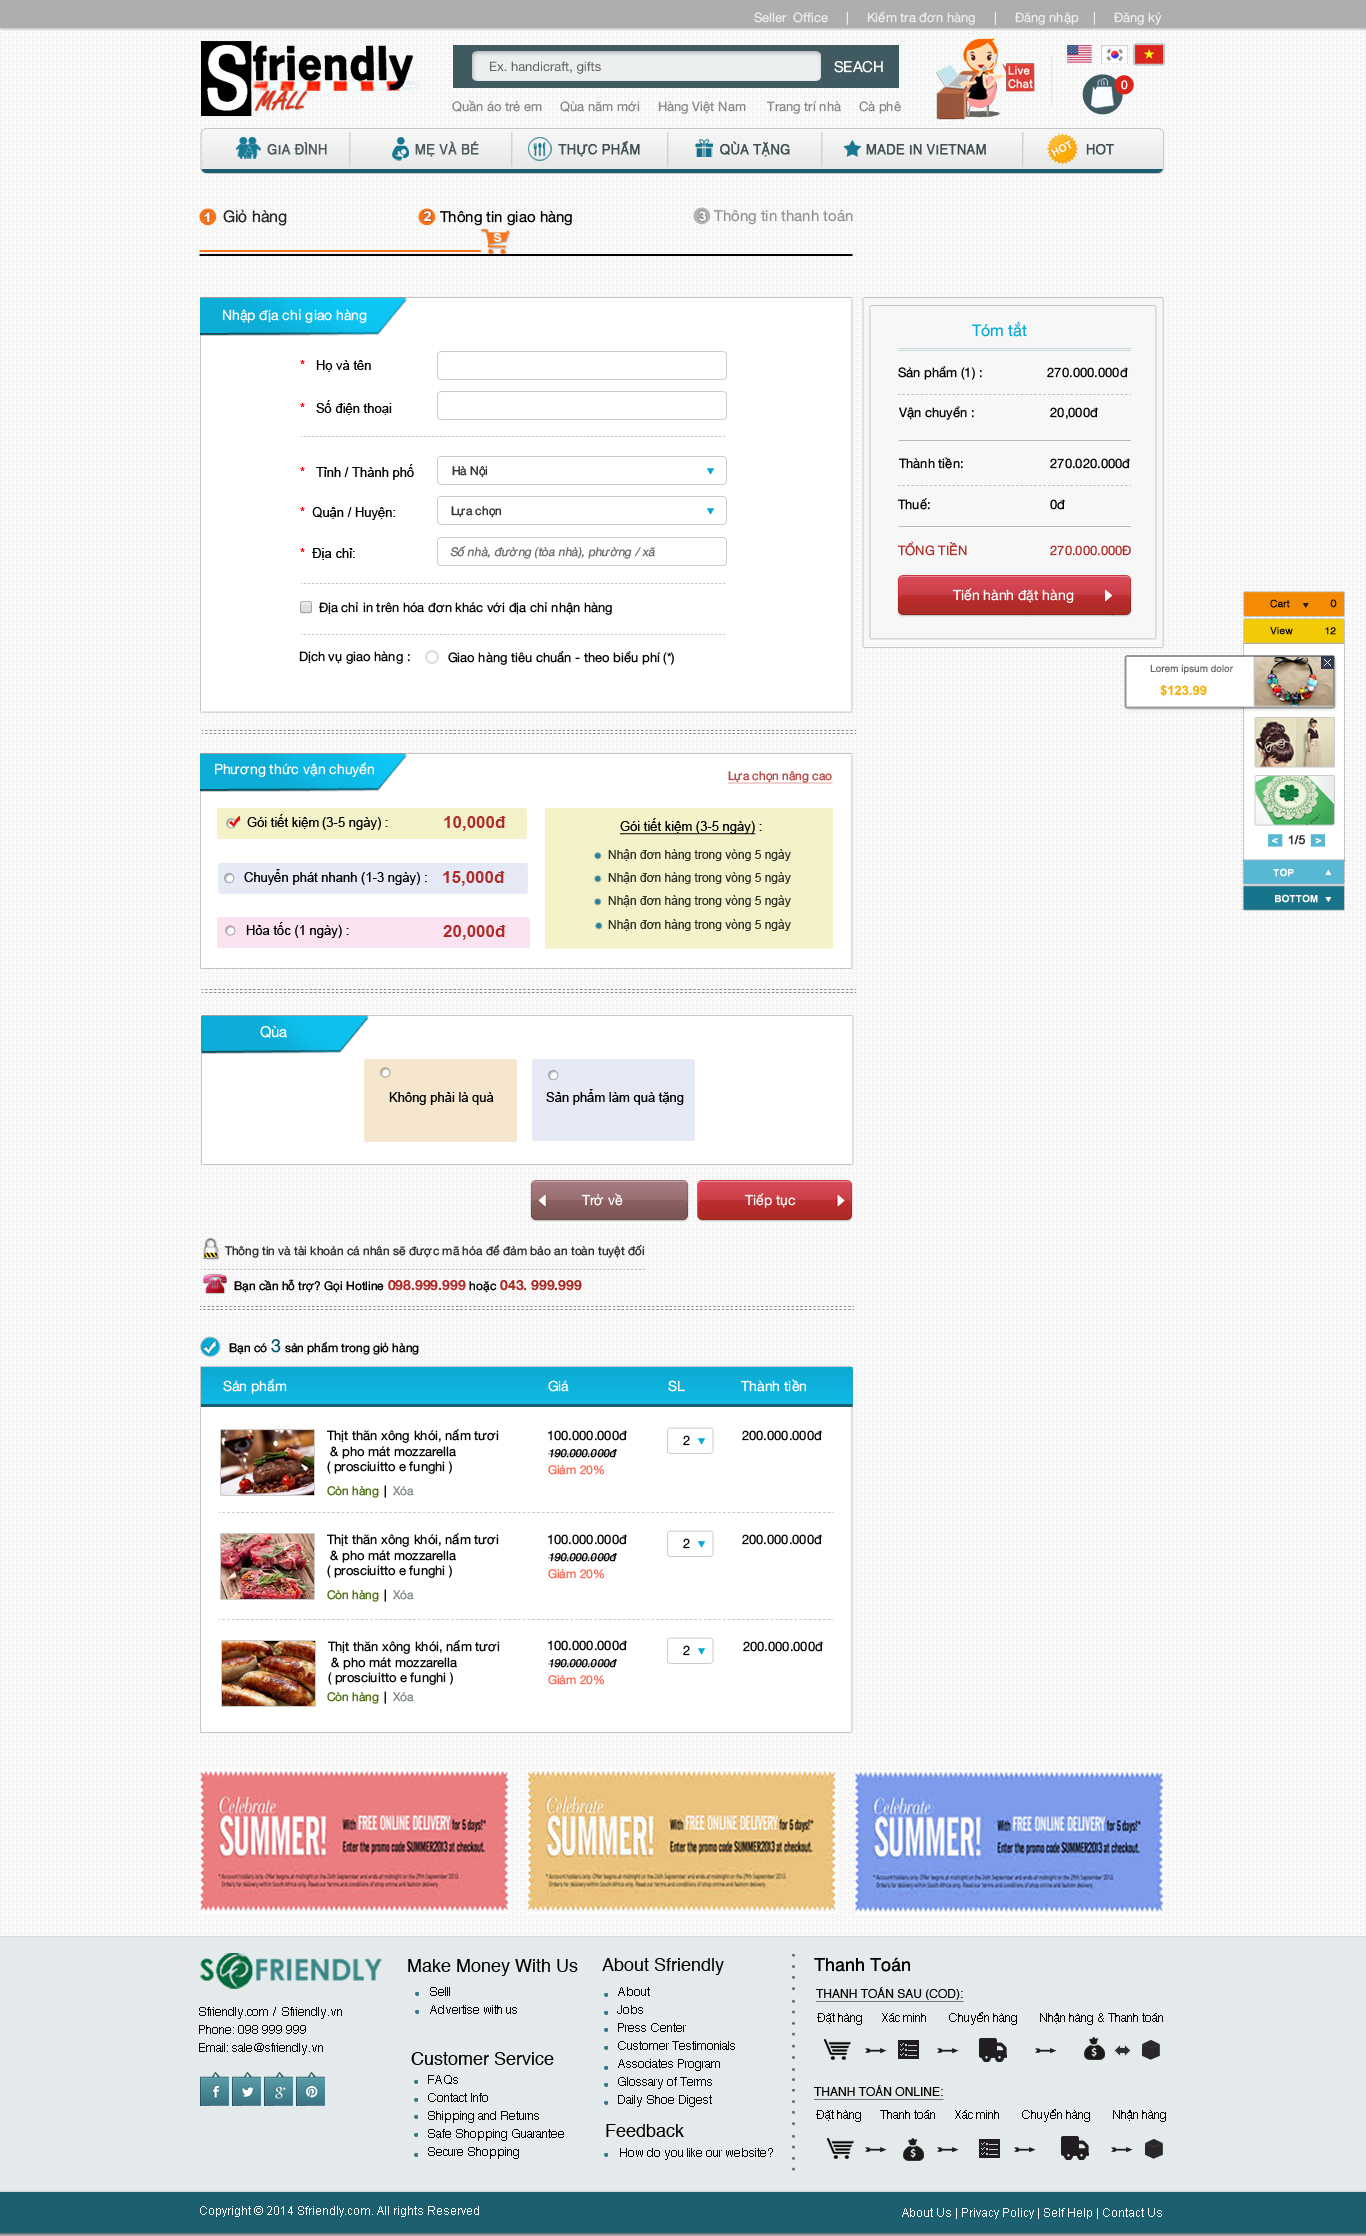 Seller Office | Kiểm tra đơn hàng | Đăng nhập | Đăng ký
Sfriendly
MALL
Ex. handicraft, gifts
SEACH
Live
Chat
0
Quần áo trẻ em Qùa năm mới Hàng Việt Nam Trang trí nhà Cà phê
GIA ĐÌNH
MẸ VÀ BÉ
THỰC PHẨM
QÙA TẶNG
MADE IN VIETNAM
HOT
HOT
1 Giỏ hàng
2 Thông tin giao hàng
3 Thông tin thanh toán
$
Nhập địa chỉ giao hàng
* Họ và tên
* Số điện thoại
* Tỉnh / Thành phố
Hà Nội
* Quận / Huyện:
Lựa chọn
* Địa chỉ:
Số nhà, đường (tòa nhà), phường / xã
Địa chỉ in trên hóa đơn khác với địa chỉ nhận hàng
Dịch vụ giao hàng :
Giao hàng tiêu chuẩn - theo biểu phí (*)
Tóm tắt
Sản phẩm (1) : 270.000.000đ
Vận chuyển : 20,000đ
Thành tiền: 270.020.000đ
Thuế: 0đ
TỔNG TIỀN 270.000.000Đ
Tiến hành đặt hàng
Cart 0
View 12
Lorem ipsum dolor
$123.99
< 1/5 >
TOP
BOTTOM
Phương thức vận chuyển
Lựa chọn nâng cao
Gói tiết kiệm (3-5 ngày) : 10,000đ
Chuyển phát nhanh (1-3 ngày) : 15,000đ
Hỏa tốc (1 ngày) : 20,000đ
Gói tiết kiệm (3-5 ngày) :
Nhận đơn hàng trong vòng 5 ngày
Nhận đơn hàng trong vòng 5 ngày
Nhận đơn hàng trong vòng 5 ngày
Nhận đơn hàng trong vòng 5 ngày
Qùa
Không phải là quà
Sản phẩm làm quà tặng
Trở về
Tiếp tục
Thông tin và tài khoản cá nhân sẽ được mã hóa để đảm bảo an toàn tuyệt đối
Bạn cần hỗ trợ? Gọi Hotline 098.999.999 hoặc 043. 999.999
Bạn có 3 sản phẩm trong giỏ hàng
Sản phẩm Giá SL Thành tiền
Thịt thăn xông khói, nấm tươi
& pho mát mozzarella
( prosciuitto e funghi )
Còn hàng | Xóa
100.000.000đ
190.000.000đ
Giảm 20%
2
200.000.000đ
Thịt thăn xông khói, nấm tươi
& pho mát mozzarella
( prosciuitto e funghi )
Còn hàng | Xóa
100.000.000đ
190.000.000đ
Giảm 20%
2
200.000.000đ
Thịt thăn xông khói, nấm tươi
& pho mát mozzarella
( prosciuitto e funghi )
Còn hàng | Xóa
100.000.000đ
190.000.000đ
Giảm 20%
2
200.000.000đ
Celebrate
SUMMER!
With FREE ONLINE DELIVERY for 5 days!*
Enter the promo code SUMMER2013 at checkout.
Celebrate
SUMMER!
With FREE ONLINE DELIVERY for 5 days!*
Enter the promo code SUMMER2013 at checkout.
Celebrate
SUMMER!
With FREE ONLINE DELIVERY for 5 days!*
Enter the promo code SUMMER2013 at checkout.
SFRIENDLY
Sfriendly.com / Sfriendly.vn
Phone: 098 999 999
Email: sale@sfriendly.vn
Make Money With Us
Selll
Advertise with us
Customer Service
FAQs
Contact Info
Shipping and Returns
Safe Shopping Guarantee
Secure Shopping
About Sfriendly
About
Jobs
Press Center
Customer Testimonials
Associates Program
Glossary of Terms
Daily Shoe Digest
Feedback
How do you like our website?
Thanh Toán
THANH TOÁN SAU (COD):
Đặt hàng Xác minh Chuyển hàng Nhận hàng & Thanh toán
THANH TOÁN ONLINE:
Đặt hàng Thanh toán Xác minh Chuyển hàng Nhận hàng
Copyright © 2014 Sfriendly.com. All rights Reserved
About Us | Privacy Policy | Self Help | Contact Us